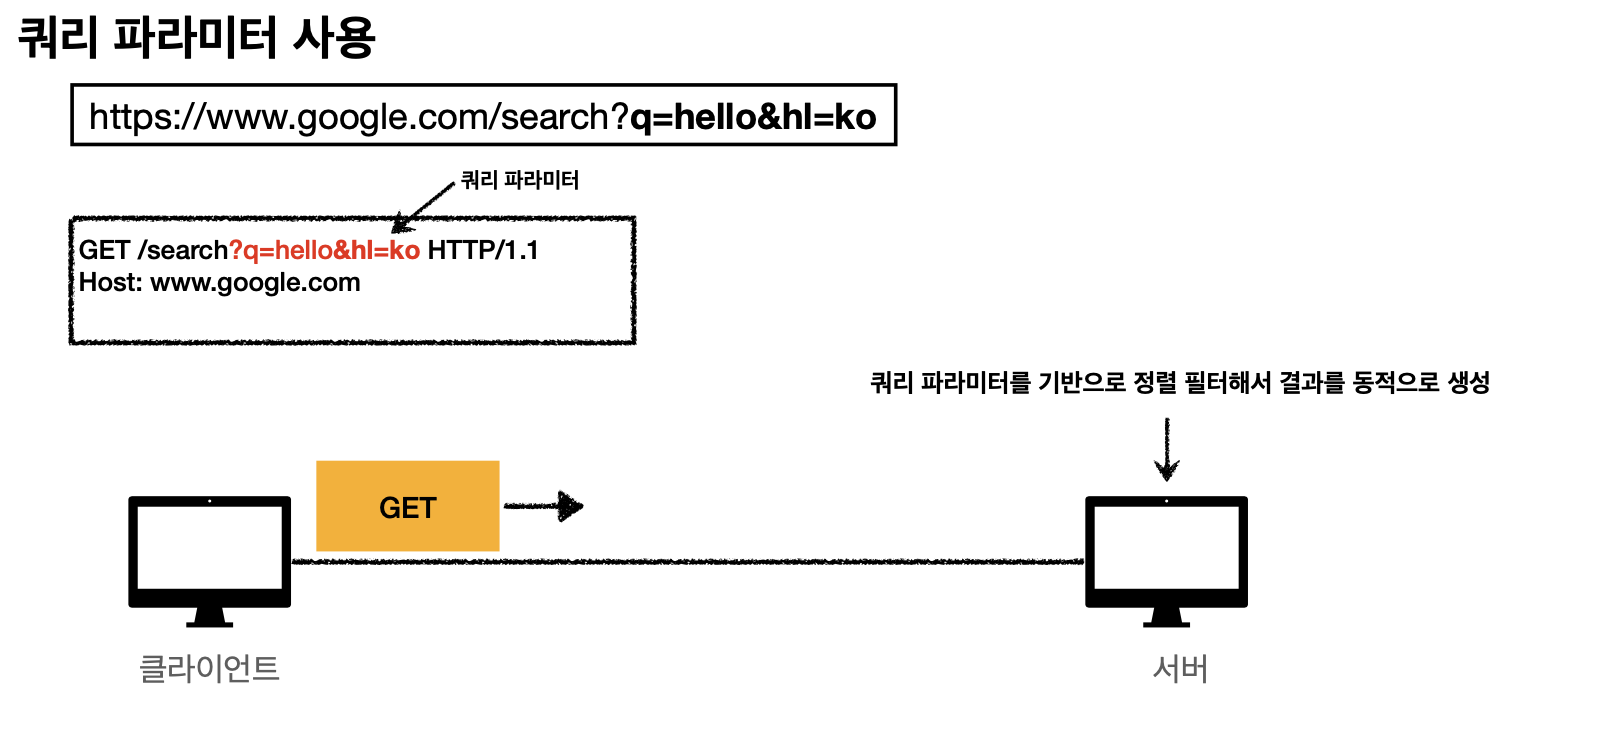 쿼리 파라미터 사용
https://www.google.com/search?q=hello&hl=ko
쿼리 파라미터
GET /search?q=hello&hl=ko HTTP/1.1
Host: www.google.com
쿼리 파라미터를 기반으로 정렬 필터해서 결과를 동적으로 생성
GET
클라이언트
서버